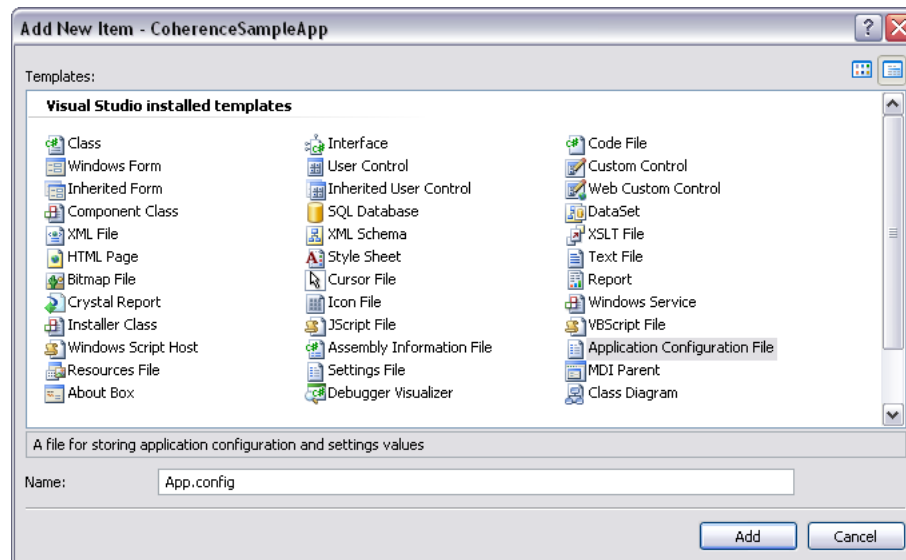 Add New Item - CoherenceSampleApp
Templates:
Visual Studio installed templates
Class Interface Code File
Windows Form User Control Custom Control
Inherited Form Inherited User Control Web Custom Control
Component Class SQL Database DataSet
XML File XML Schema XSLT File
HTML Page Style Sheet Text File
Bitmap File Cursor File Report
Crystal Report Icon File Windows Service
Installer Class JScript File VBScript File
Windows Script Host Assembly Information File Application Configuration File
Resources File Settings File MDI Parent
About Box Debugger Visualizer Class Diagram
A file for storing application configuration and settings values
Name: App.config
Add Cancel